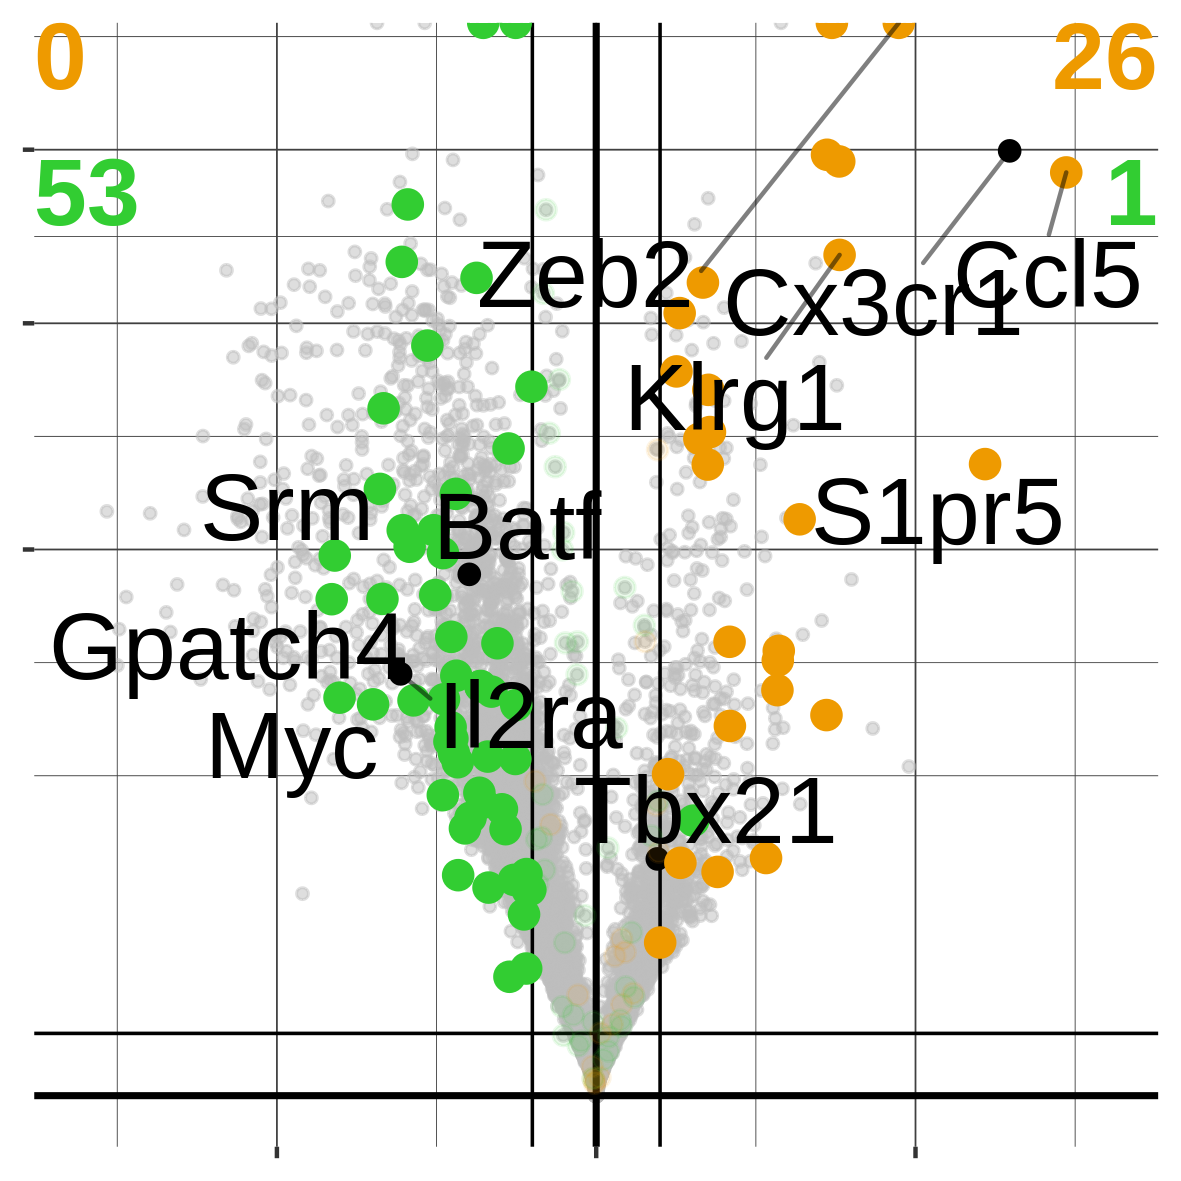 0
26
53
1
Zeb2
Ccl5
Cx3cr1
Klrg1
Srm
S1pr5
Batf
Gpatch4
Il2ra
Myc
Tbx21